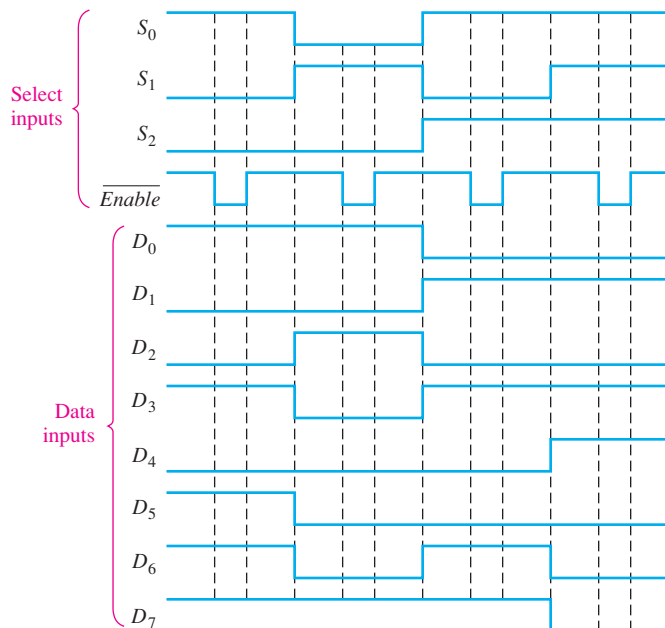 S₀
S₁
Select
inputs
S₂
Enable
D₀
D₁
D₂
D₃
Data
inputs
D₄
D₅
D₆
D₇